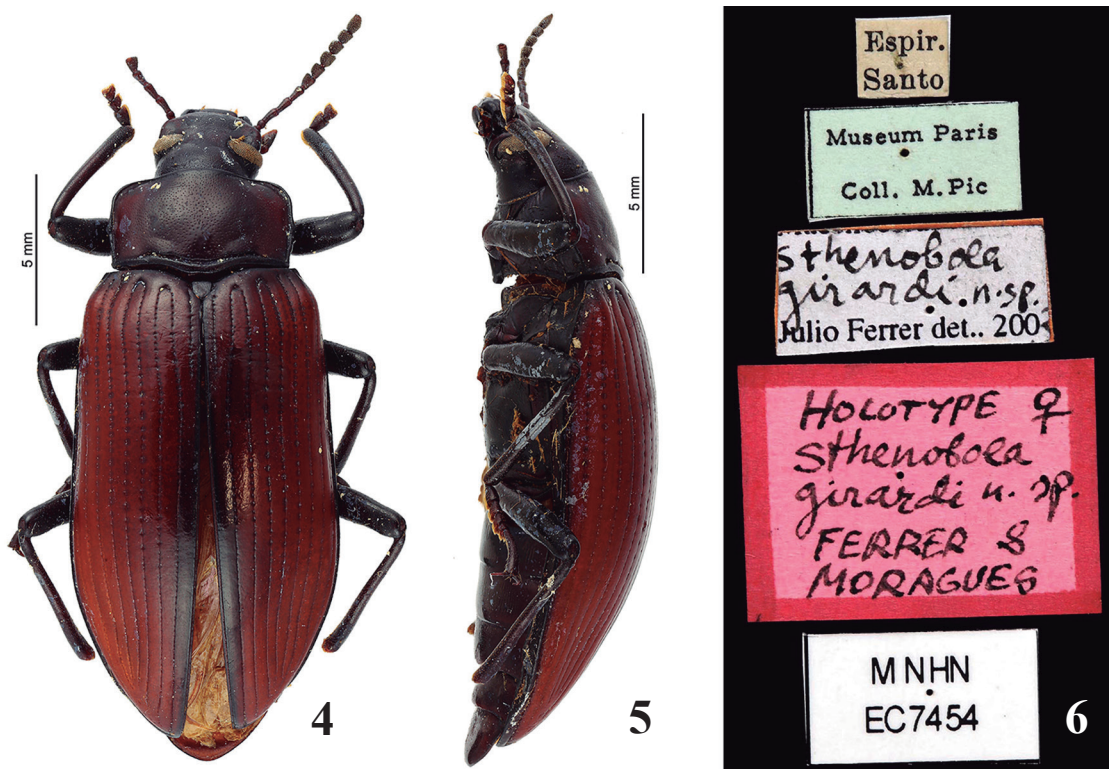 5 mm
4
5 mm
5
Espir.
Santo
Museum Paris
Coll. M. Pic
Sthenobola
girardi. n. sp.
Julio Ferrer det.. 200
HOLOTYPE ♀
Sthenobola
girardi n. sp.
FERRER &
MORAGUES
MNHN
EC7454
6